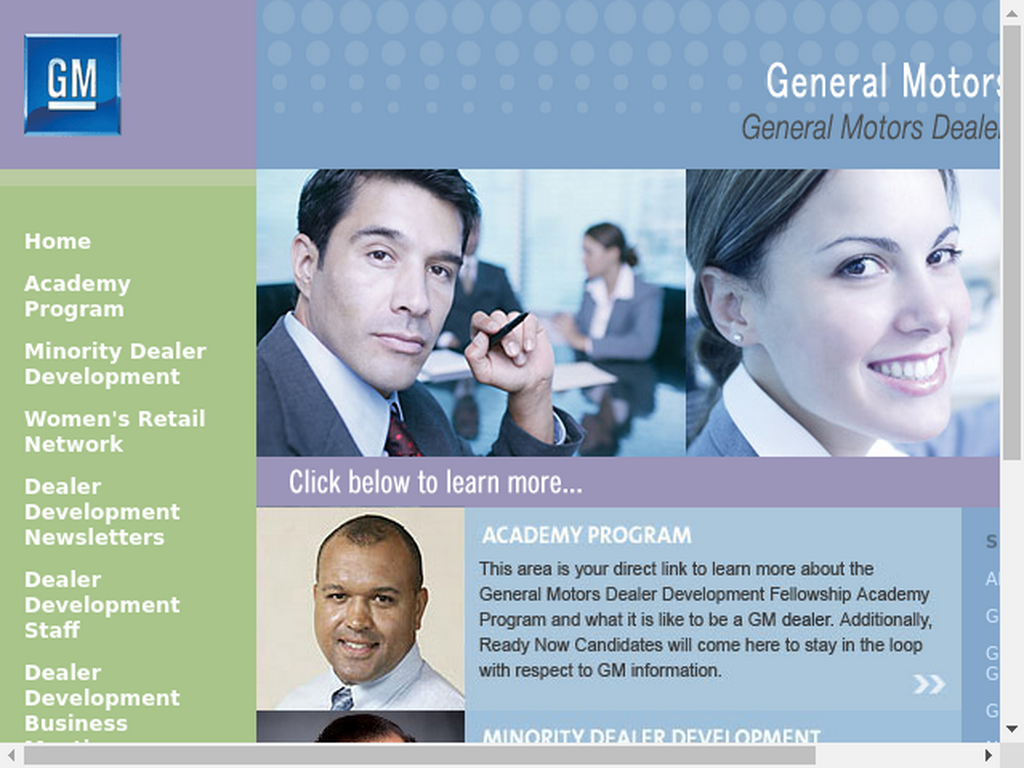 GM
General Motors
General Motors Dealer
Home
Academy
Program
Minority Dealer
Development
Women's Retail
Network
Dealer
Development
Newsletters
Dealer
Development
Staff
Dealer
Development
Business
Click below to learn more...
ACADEMY PROGRAM
This area is your direct link to learn more about the
General Motors Dealer Development Fellowship Academy
Program and what it is like to be a GM dealer. Additionally,
Ready Now Candidates will come here to stay in the loop
with respect to GM information.
MINORITY DEALER DEVELOPMENT
S
A
G
G
G
G